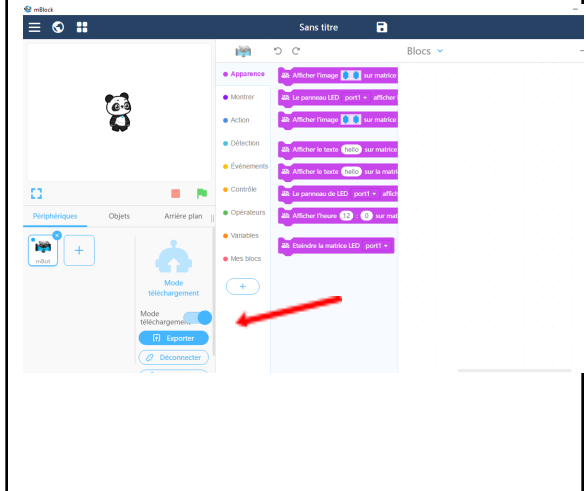 mBlock
Sans titre
Blocs
Apparence
Montrer
Action
Détection
Évènements
Contrôle
Opérateurs
Variables
Mes blocs
+
Afficher l'image sur matrice
Le panneau LED port1 afficher
Afficher l'image sur matrice
Afficher le texte hello sur matrice
Afficher le texte hello sur la matri
Le panneau de LED port1 affich
Afficher l'heure 12 : 0 sur mat
Eteindre la matrice LED port1
Périphériques Objets Arrière plan
mBot
+
Mode
téléchargement
Mode
téléchargement
Exporter
Déconnecter